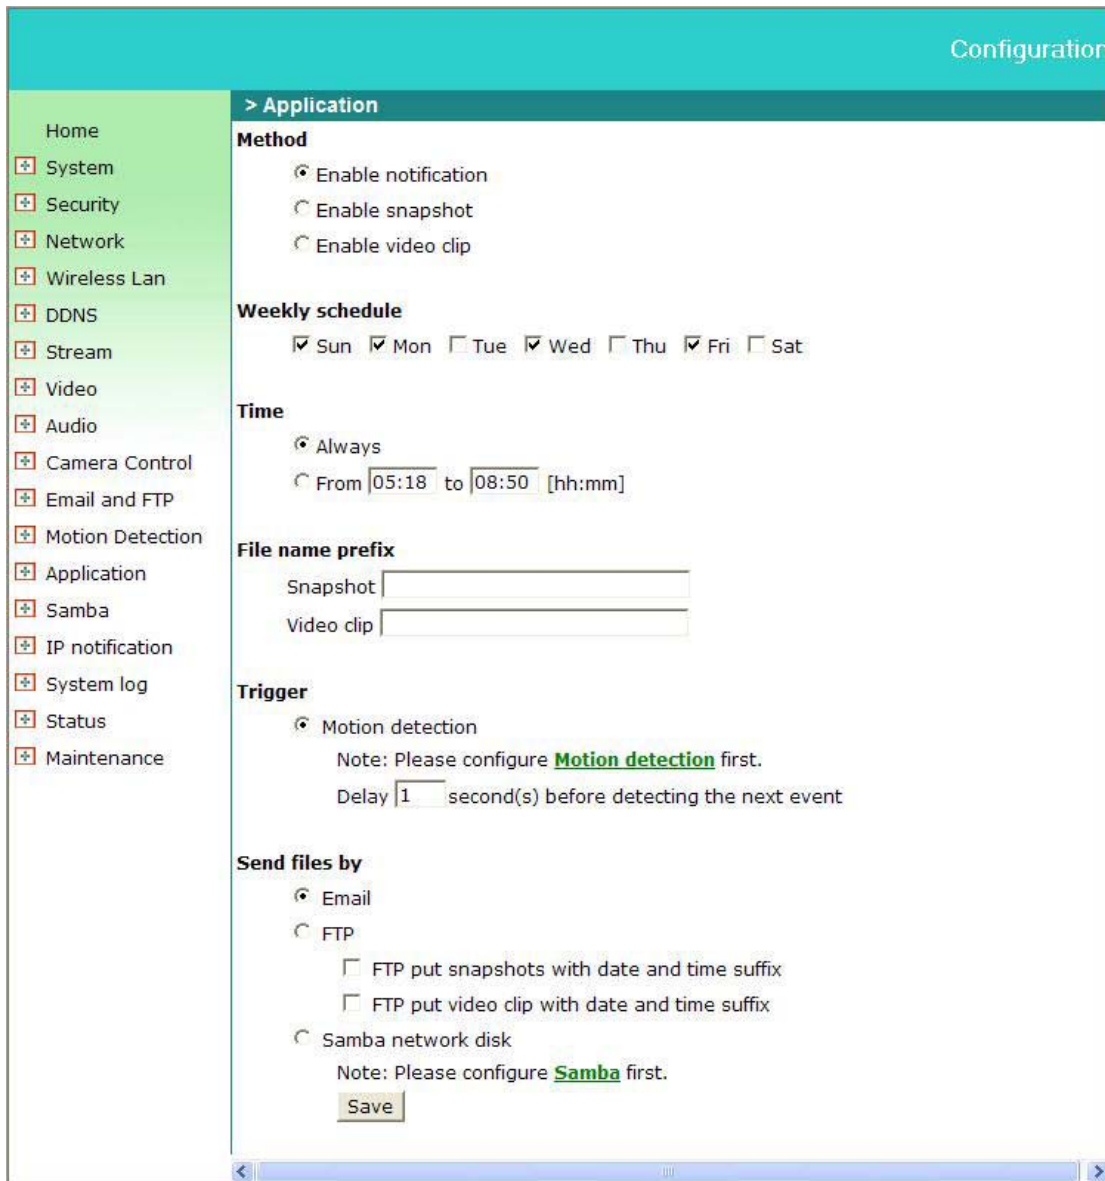 Configuration
Home
System
Security
Network
Wireless Lan
DDNS
Stream
Video
Audio
Camera Control
Email and FTP
Motion Detection
Application
Samba
IP notification
System log
Status
Maintenance
> Application
Method
Enable notification
Enable snapshot
Enable video clip
Weekly schedule
Sun Mon Tue Wed Thu Fri Sat
Time
Always
From 05:18 to 08:50 [hh:mm]
File name prefix
Snapshot
Video clip
Trigger
Motion detection
Note: Please configure Motion detection first.
Delay 1 second(s) before detecting the next event
Send files by
Email
FTP
FTP put snapshots with date and time suffix
FTP put video clip with date and time suffix
Samba network disk
Note: Please configure Samba first.
Save